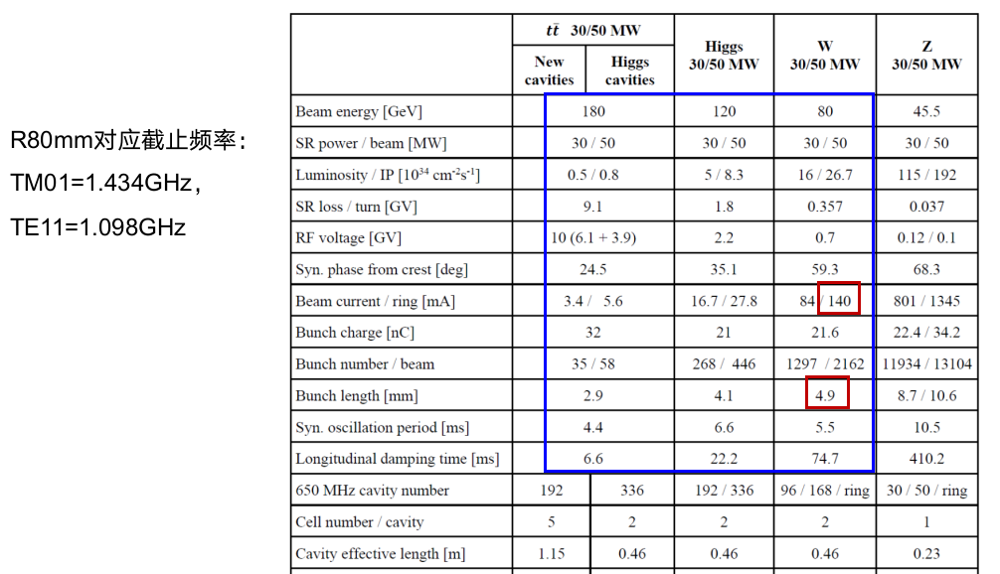 R80mm对应截止频率：
TM01=1.434GHz，
TE11=1.098GHz
tt̄ 30/50 MW
New cavities
Higgs cavities
Higgs 30/50 MW
W 30/50 MW
Z 30/50 MW
Beam energy [GeV] 180 120 80 45.5
SR power / beam [MW] 30 / 50 30 / 50 30 / 50 30 / 50
Luminosity / IP [10³⁴ cm⁻²s⁻¹] 0.5 / 0.8 5 / 8.3 16 / 26.7 115 / 192
SR loss / turn [GV] 9.1 1.8 0.357 0.037
RF voltage [GV] 10 (6.1 + 3.9) 2.2 0.7 0.12 / 0.1
Syn. phase from crest [deg] 24.5 35.1 59.3 68.3
Beam current / ring [mA] 3.4 / 5.6 16.7 / 27.8 84 / 140 801 / 1345
Bunch charge [nC] 32 21 21.6 22.4 / 34.2
Bunch number / beam 35 / 58 268 / 446 1297 / 2162 11934 / 13104
Bunch length [mm] 2.9 4.1 4.9 8.7 / 10.6
Syn. oscillation period [ms] 4.4 6.6 5.5 10.5
Longitudinal damping time [ms] 6.6 22.2 74.7 410.2
650 MHz cavity number 192 336 192 / 336 96 / 168 / ring 30 / 50 / ring
Cell number / cavity 5 2 2 2 1
Cavity effective length [m] 1.15 0.46 0.46 0.46 0.23